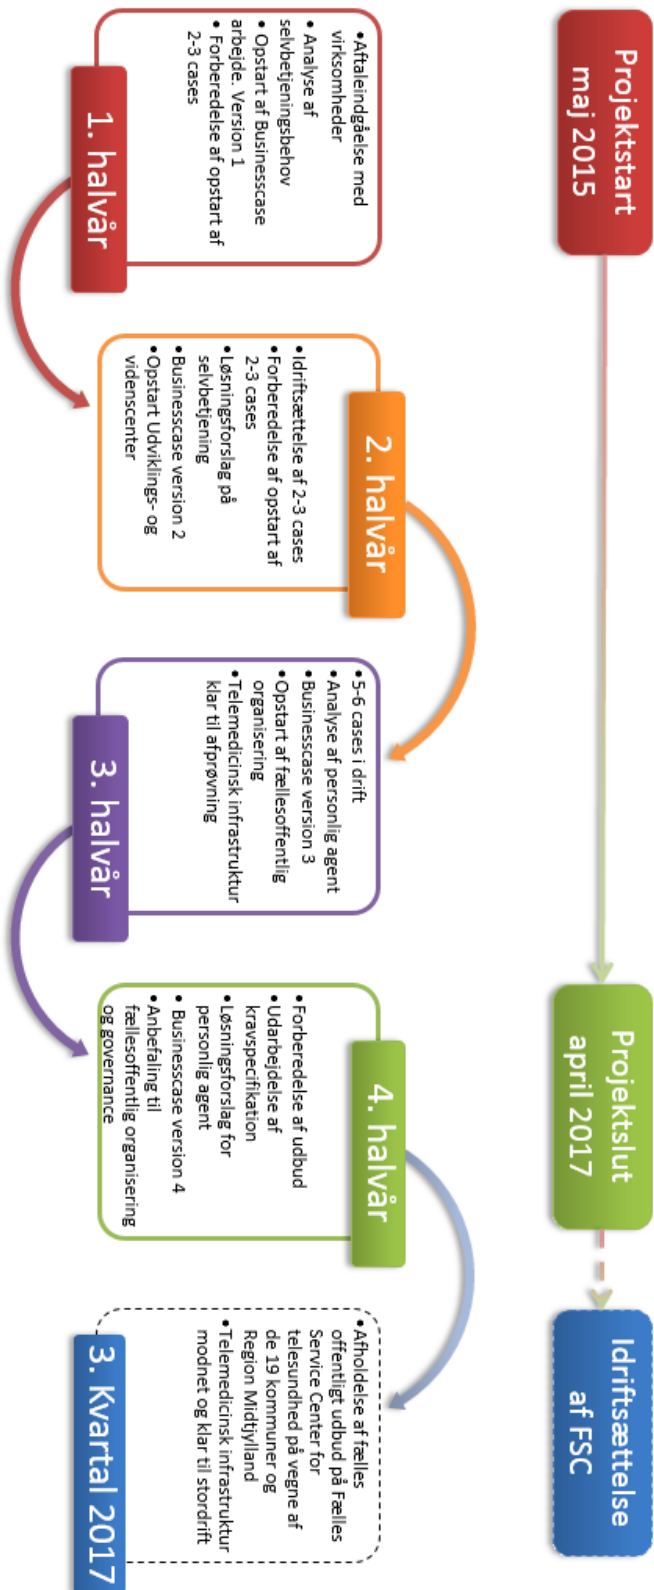 Projektstart
maj 2015
Projektslut
april 2017
Idriftsættelse
af FSC
•Aftaleindgåelse med
virksomheder
• Analyse af
selvbetjeningsbehov
• Opstart af Businesscase
arbejde. Version 1
• Forberedelse af opstart af
2-3 cases
1. halvår
2. halvår
•Idriftsættelse af 2-3 cases
•Forberedelse af opstart af
2-3 cases
•Løsningsforslag på
selvbetjening
•Businesscase version 2
•Opstart Udviklings- og
videnscenter
•5-6 cases i drift
•Analyse af personlig agent
•Businesscase version 3
•Opstart af fællesoffentlig
organisering
•Telemedicinsk infrastruktur
klar til afprøvning
3. halvår
4. halvår
•Forberedelse af udbud
•Udarbejdelse af
kravspecifikation
•Løsningsforslag for
personlig agent
• Businesscase version 4
•Anbefaling til
fællesoffentlig organisering
og governance
•Afholdelse af fælles
offentligt udbud på Fælles
Service Center for
telesundhed på vegne af
de 19 kommuner og
Region Midtjylland
•Telemedicinsk infrastruktur
modnet og klar til stordrift
3. Kvartal 2017